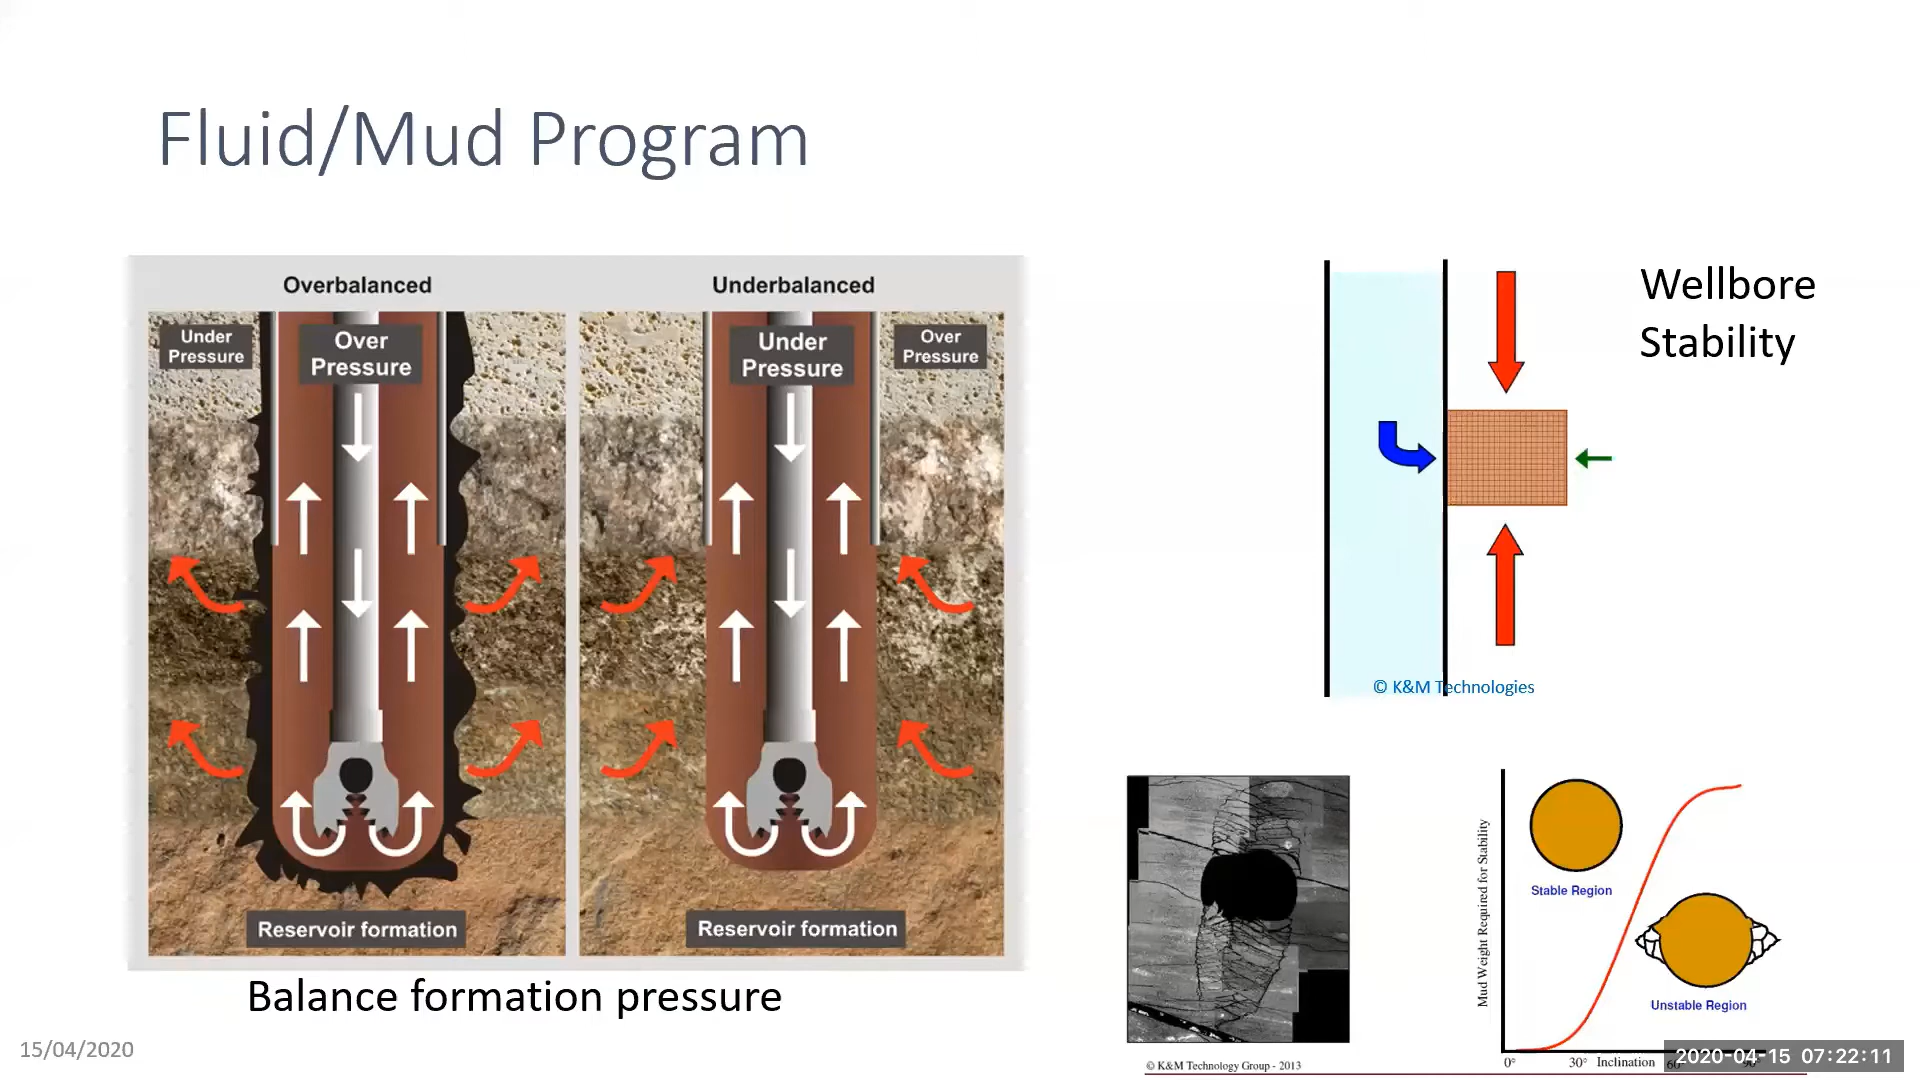 Fluid/Mud Program
Overbalanced
Underbalanced
Under
Pressure
Over
Pressure
Under
Pressure
Over
Pressure
Reservoir formation
Reservoir formation
Balance formation pressure
Wellbore
Stability
© K&M Technologies
Mud Weight Required for Stability
Stable Region
Unstable Region
0° 30° Inclination 60
© K&M Technology Group - 2013
15/04/2020
2020-04-15 07:22:11